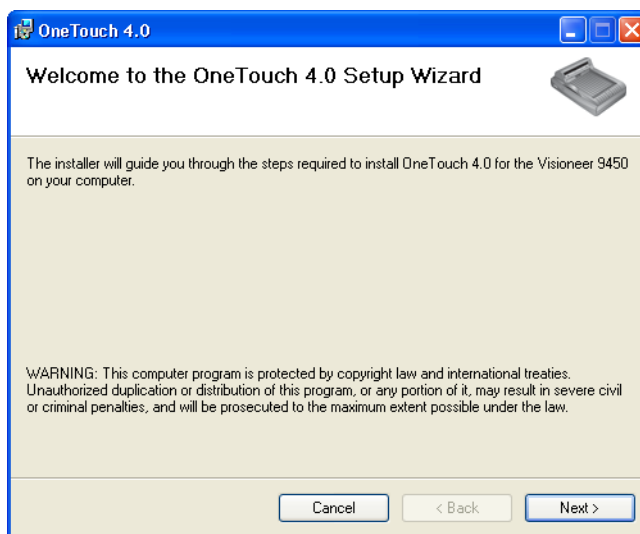 OneTouch 4.0
Welcome to the OneTouch 4.0 Setup Wizard
The installer will guide you through the steps required to install OneTouch 4.0 for the Visioneer 9450
on your computer.
WARNING: This computer program is protected by copyright law and international treaties.
Unauthorized duplication or distribution of this program, or any portion of it, may result in severe civil
or criminal penalties, and will be prosecuted to the maximum extent possible under the law.
Cancel < Back Next >